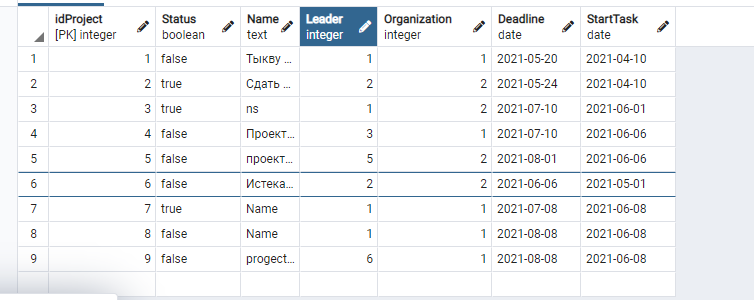 idProject Status Name Leader Organization Deadline StartTask
[PK] integer boolean text integer integer date date
1 1 false Тыкву ... 1 1 2021-05-20 2021-04-10
2 2 true Сдать ... 2 2 2021-05-24 2021-04-10
3 3 true ns 1 2 2021-07-10 2021-06-01
4 4 false Проект... 3 1 2021-07-10 2021-06-06
5 5 false проект... 5 2 2021-08-01 2021-06-06
6 6 false Истека... 2 2 2021-06-06 2021-05-01
7 7 true Name 1 1 2021-07-08 2021-06-08
8 8 false Name 1 1 2021-08-08 2021-06-08
9 9 false progect... 6 1 2021-08-08 2021-06-08